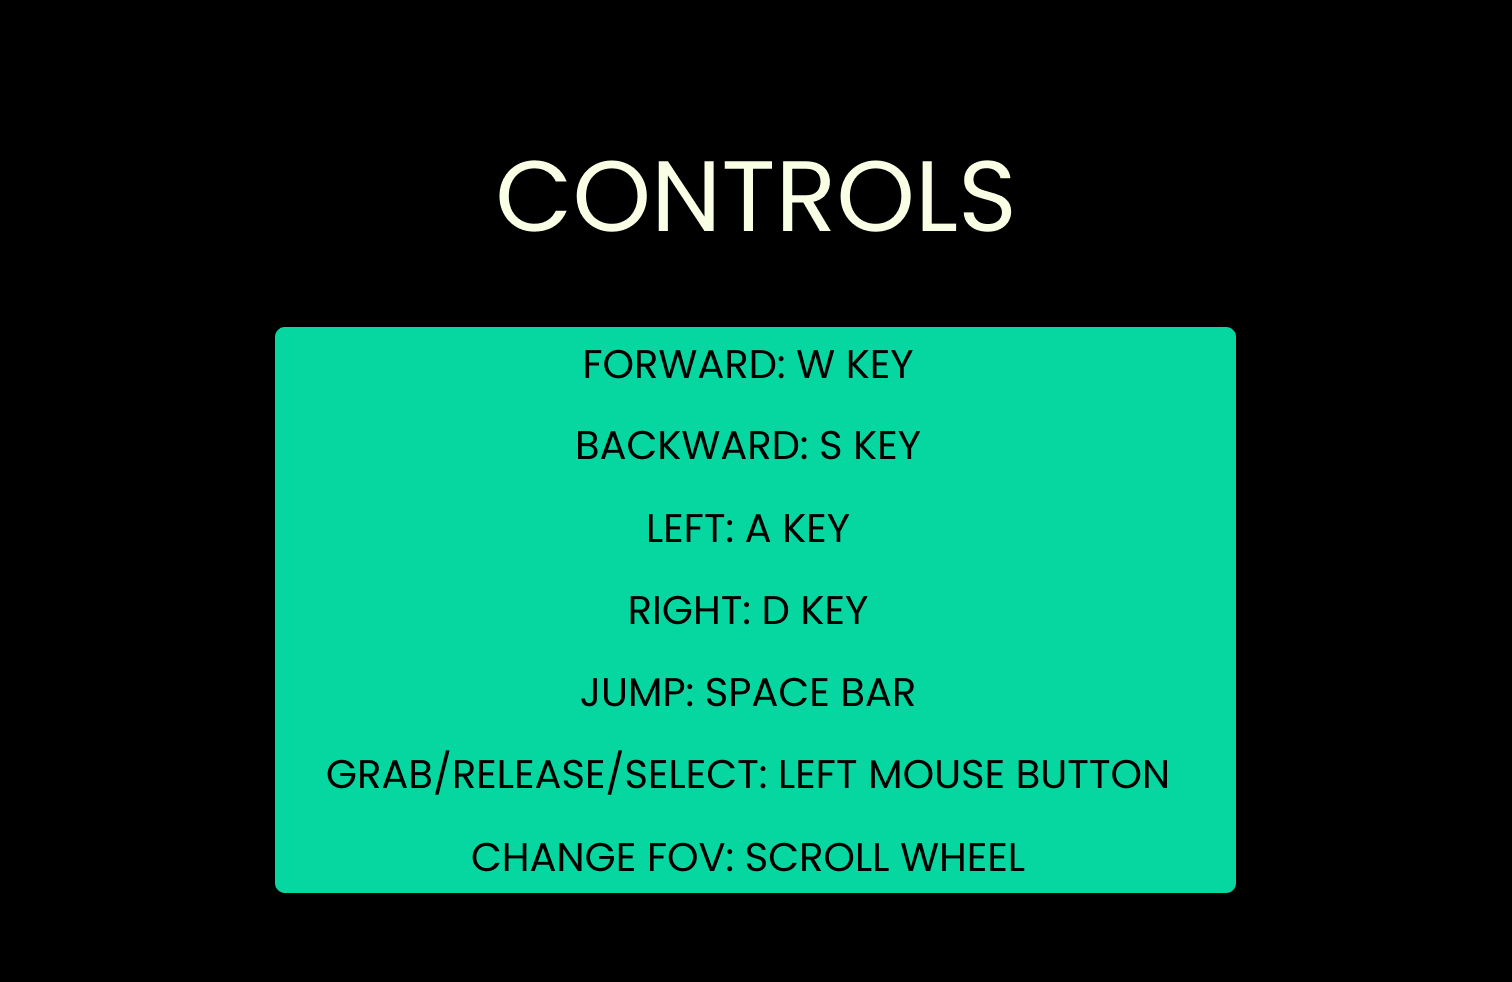 CONTROLS
FORWARD: W KEY
BACKWARD: S KEY
LEFT: A KEY
RIGHT: D KEY
JUMP: SPACE BAR
GRAB/RELEASE/SELECT: LEFT MOUSE BUTTON
CHANGE FOV: SCROLL WHEEL